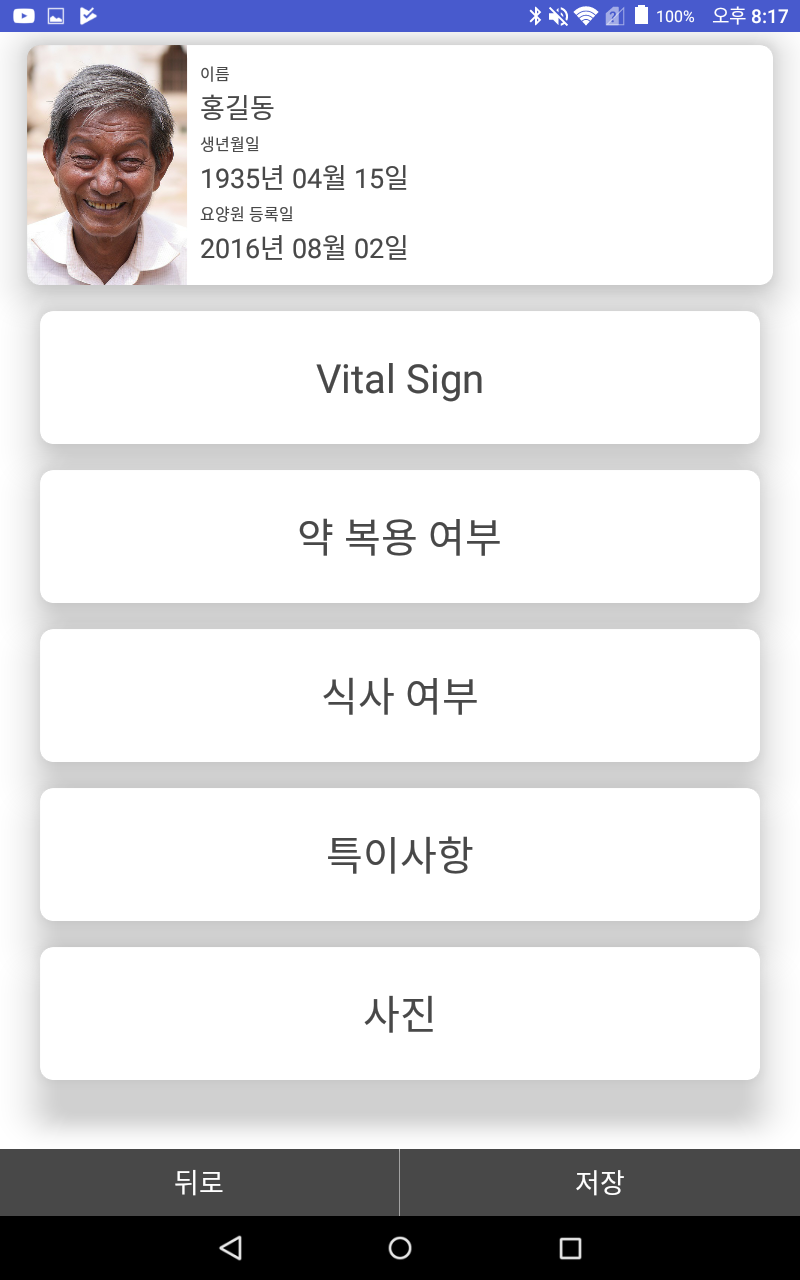 100% 오후 8:17
이름
홍길동
생년월일
1935년 04월 15일
요양원 등록일
2016년 08월 02일
Vital Sign
약 복용 여부
식사 여부
특이사항
사진
뒤로 저장